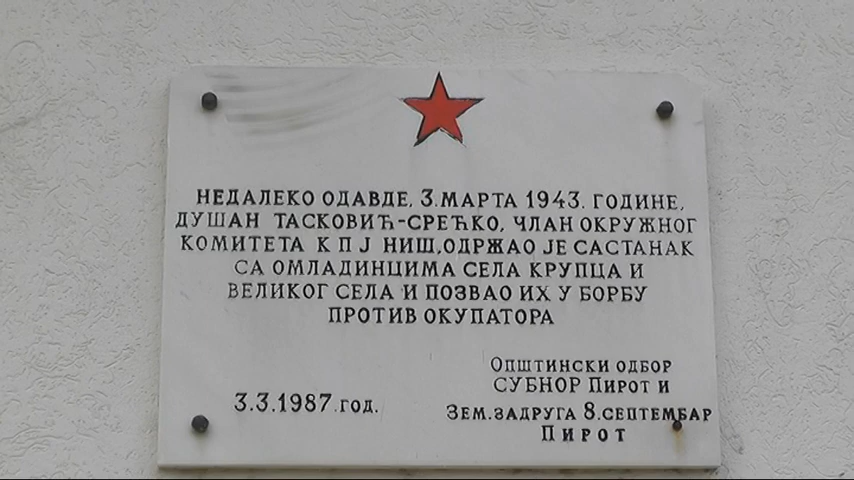 НЕДАЛЕКО ОДАВДЕ, 3.МАРТА 1943. ГОДИНЕ,
ДУШАН ТАСКОВИЋ-СРЕЋКО, ЧЛАН ОКРУЖНОГ
КОМИТЕТА К П Ј НИШ,ОДРЖАО ЈЕ САСТАНАК
СА ОМЛАДИНЦИМА СЕЛА КРУПЦА И
ВЕЛИКОГ СЕЛА И ПОЗВАО ИХ У БОРБУ
ПРОТИВ ОКУПАТОРА
3.3.1987.ГОД.
ОПШТИНСКИ ОДБОР
СУБНОР ПИРОТ И
ЗЕМ.ЗАДРУГА 8.СЕПТЕМБАР
ПИРОТ